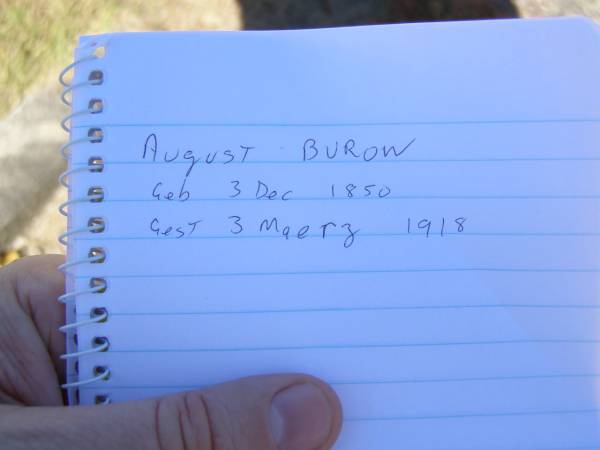 August BUROW
Geb 3 Dec 1850
Gest 3 Maerz 1918